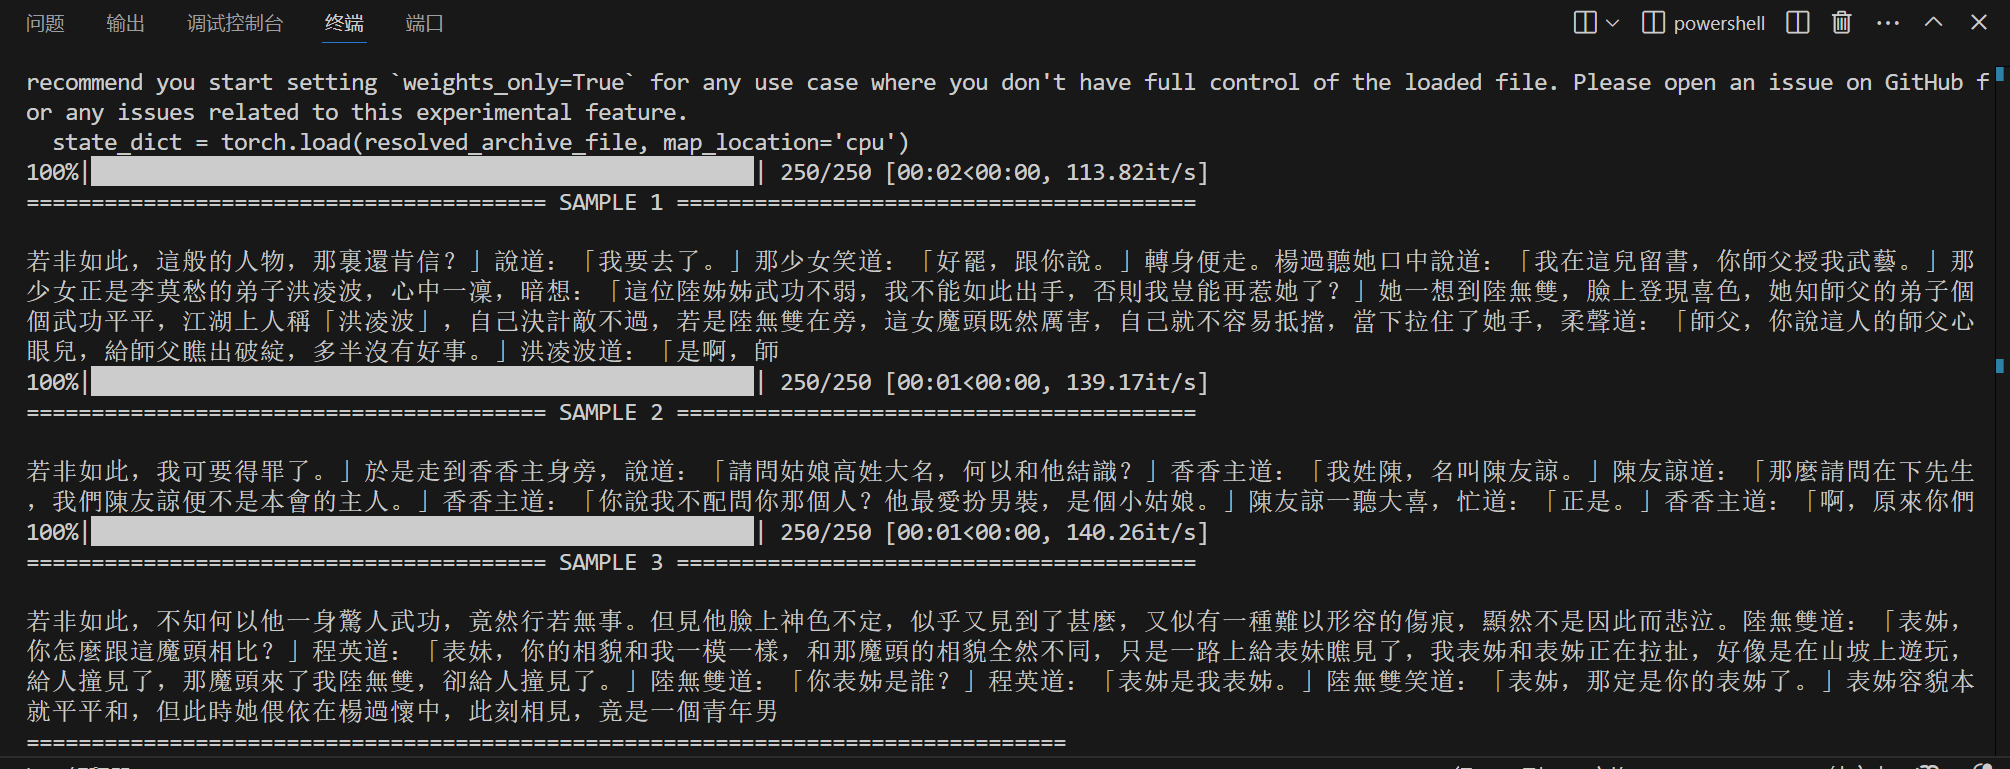 问题 输出 调试控制台 终端 端口 powershell
recommend you start setting `weights_only=True` for any use case where you don't have full control of the loaded file. Please open an issue on GitHub f
or any issues related to this experimental feature.
state_dict = torch.load(resolved_archive_file, map_location='cpu')
100%|| 250/250 [00:02<00:00, 113.82it/s]
======================================== SAMPLE 1 ========================================
若非如此，這般的人物，那裏還肯信？」說道：「我要去了。」那少女笑道：「好罷，跟你說。」轉身便走。楊過聽她口中說道：「我在這兒留書，你師父授我武藝。」那
少女正是李莫愁的弟子洪凌波，心中一凜，暗想：「這位陸姊姊武功不弱，我不能如此出手，否則我豈能再惹她了？」她一想到陸無雙，臉上登現喜色，她知師父的弟子個
個武功平平，江湖上人稱「洪凌波」，自己決計敵不過，若是陸無雙在旁，這女魔頭既然厲害，自己就不容易抵擋，當下拉住了她手，柔聲道：「師父，你說這人的師父心
眼兒，給師父瞧出破綻，多半沒有好事。」洪凌波道：「是啊，師
100%|| 250/250 [00:01<00:00, 139.17it/s]
======================================== SAMPLE 2 ========================================
若非如此，我可要得罪了。」於是走到香香主身旁，說道：「請問姑娘高姓大名，何以和他結識？」香香主道：「我姓陳，名叫陳友諒。」陳友諒道：「那麼請問在下先生
，我們陳友諒便不是本會的主人。」香香主道：「你說我不配問你那個人？他最愛扮男裝，是個小姑娘。」陳友諒一聽大喜，忙道：「正是。」香香主道：「啊，原來你們
100%|| 250/250 [00:01<00:00, 140.26it/s]
======================================== SAMPLE 3 ========================================
若非如此，不知何以他一身驚人武功，竟然行若無事。但見他臉上神色不定，似乎又見到了甚麼，又似有一種難以形容的傷痕，顯然不是因此而悲泣。陸無雙道：「表姊，
你怎麼跟這魔頭相比？」程英道：「表妹，你的相貌和我一模一樣，和那魔頭的相貌全然不同，只是一路上給表妹瞧見了，我表姊和表姊正在拉扯，好像是在山坡上遊玩，
給人撞見了，那魔頭來了我陸無雙，卻給人撞見了。」陸無雙道：「你表姊是誰？」程英道：「表姊是我表姊。」陸無雙笑道：「表姊，那定是你的表姊了。」表姊容貌本
就平平和，但此時她偎依在楊過懷中，此刻相見，竟是一個青年男
================================================================================